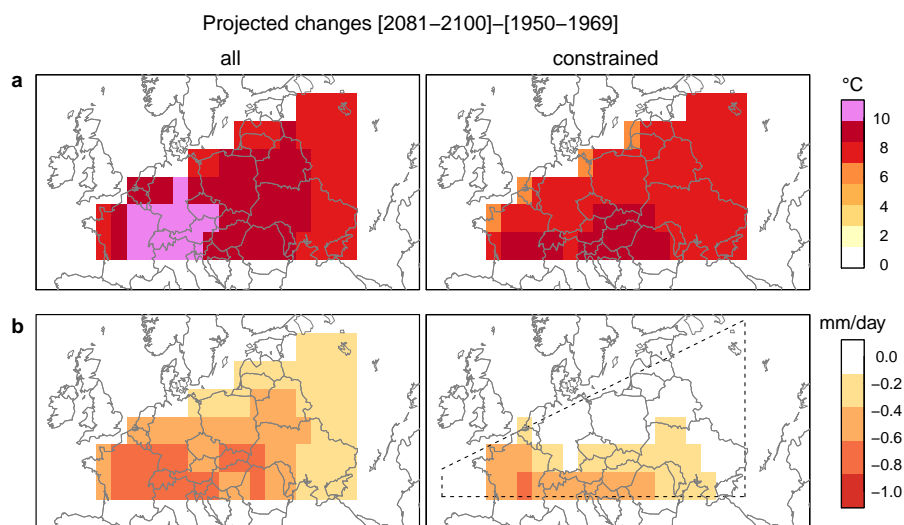 Projected changes [2081−2100]−[1950−1969]
all
constrained
a
°C
10
8
6
4
2
0
b
mm/day
0.0
−0.2
−0.4
−0.6
−0.8
−1.0